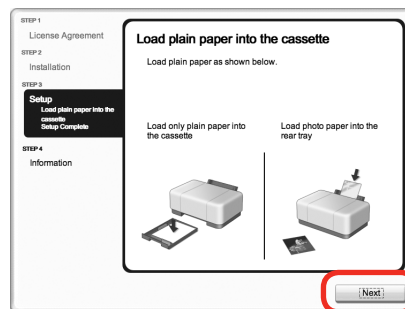 STEP 1
License Agreement
STEP 2
Installation
STEP 3
Setup
Load plain paper into the
cassette
Setup Complete
STEP 4
Information
Load plain paper into the cassette
Load plain paper as shown below.
Load only plain paper into
the cassette
Load photo paper into the
rear tray
Next